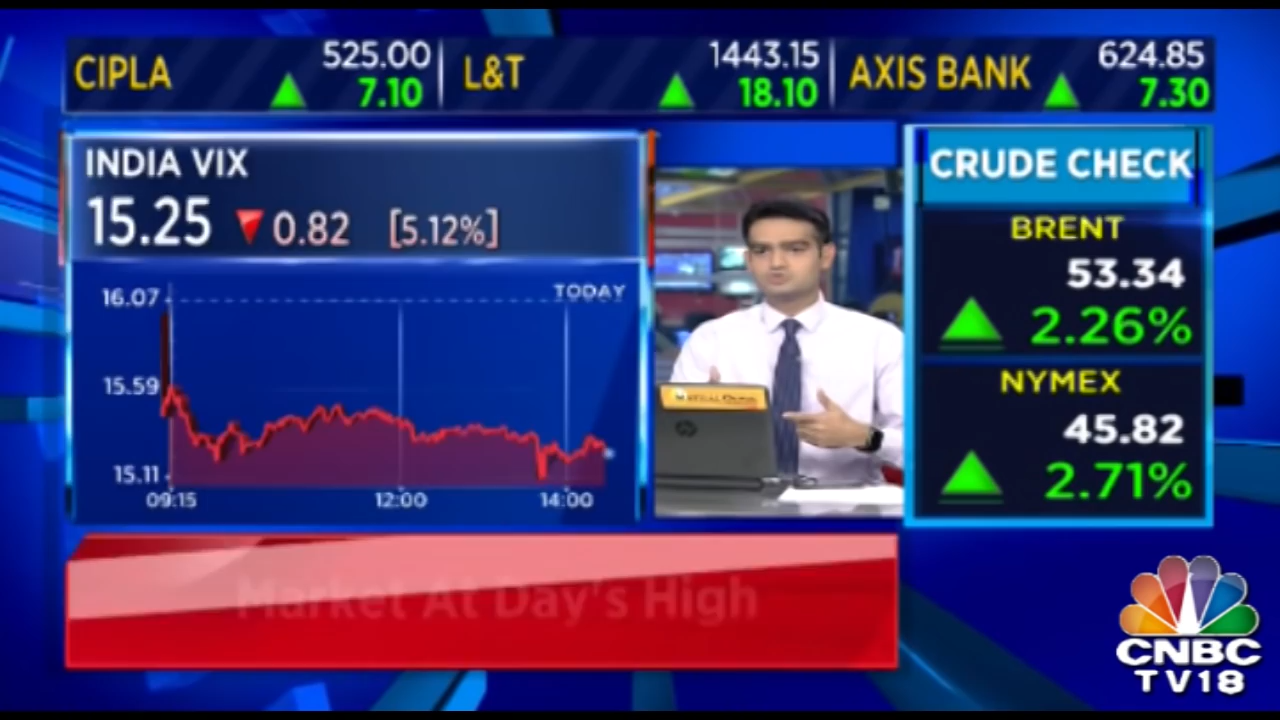 CIPLA 525.00
▲ 7.10
L&T 1443.15
▲ 18.10
AXIS BANK 624.85
▲ 7.30
INDIA VIX
15.25 ▼ 0.82 [5.12%]
TODAY
16.07
15.59
15.11
09:15 12:00 14:00
CRUDE CHECK
BRENT
53.34
▲ 2.26%
NYMEX
45.82
▲ 2.71%
hp
Market At Day's High
CNBC
TV18